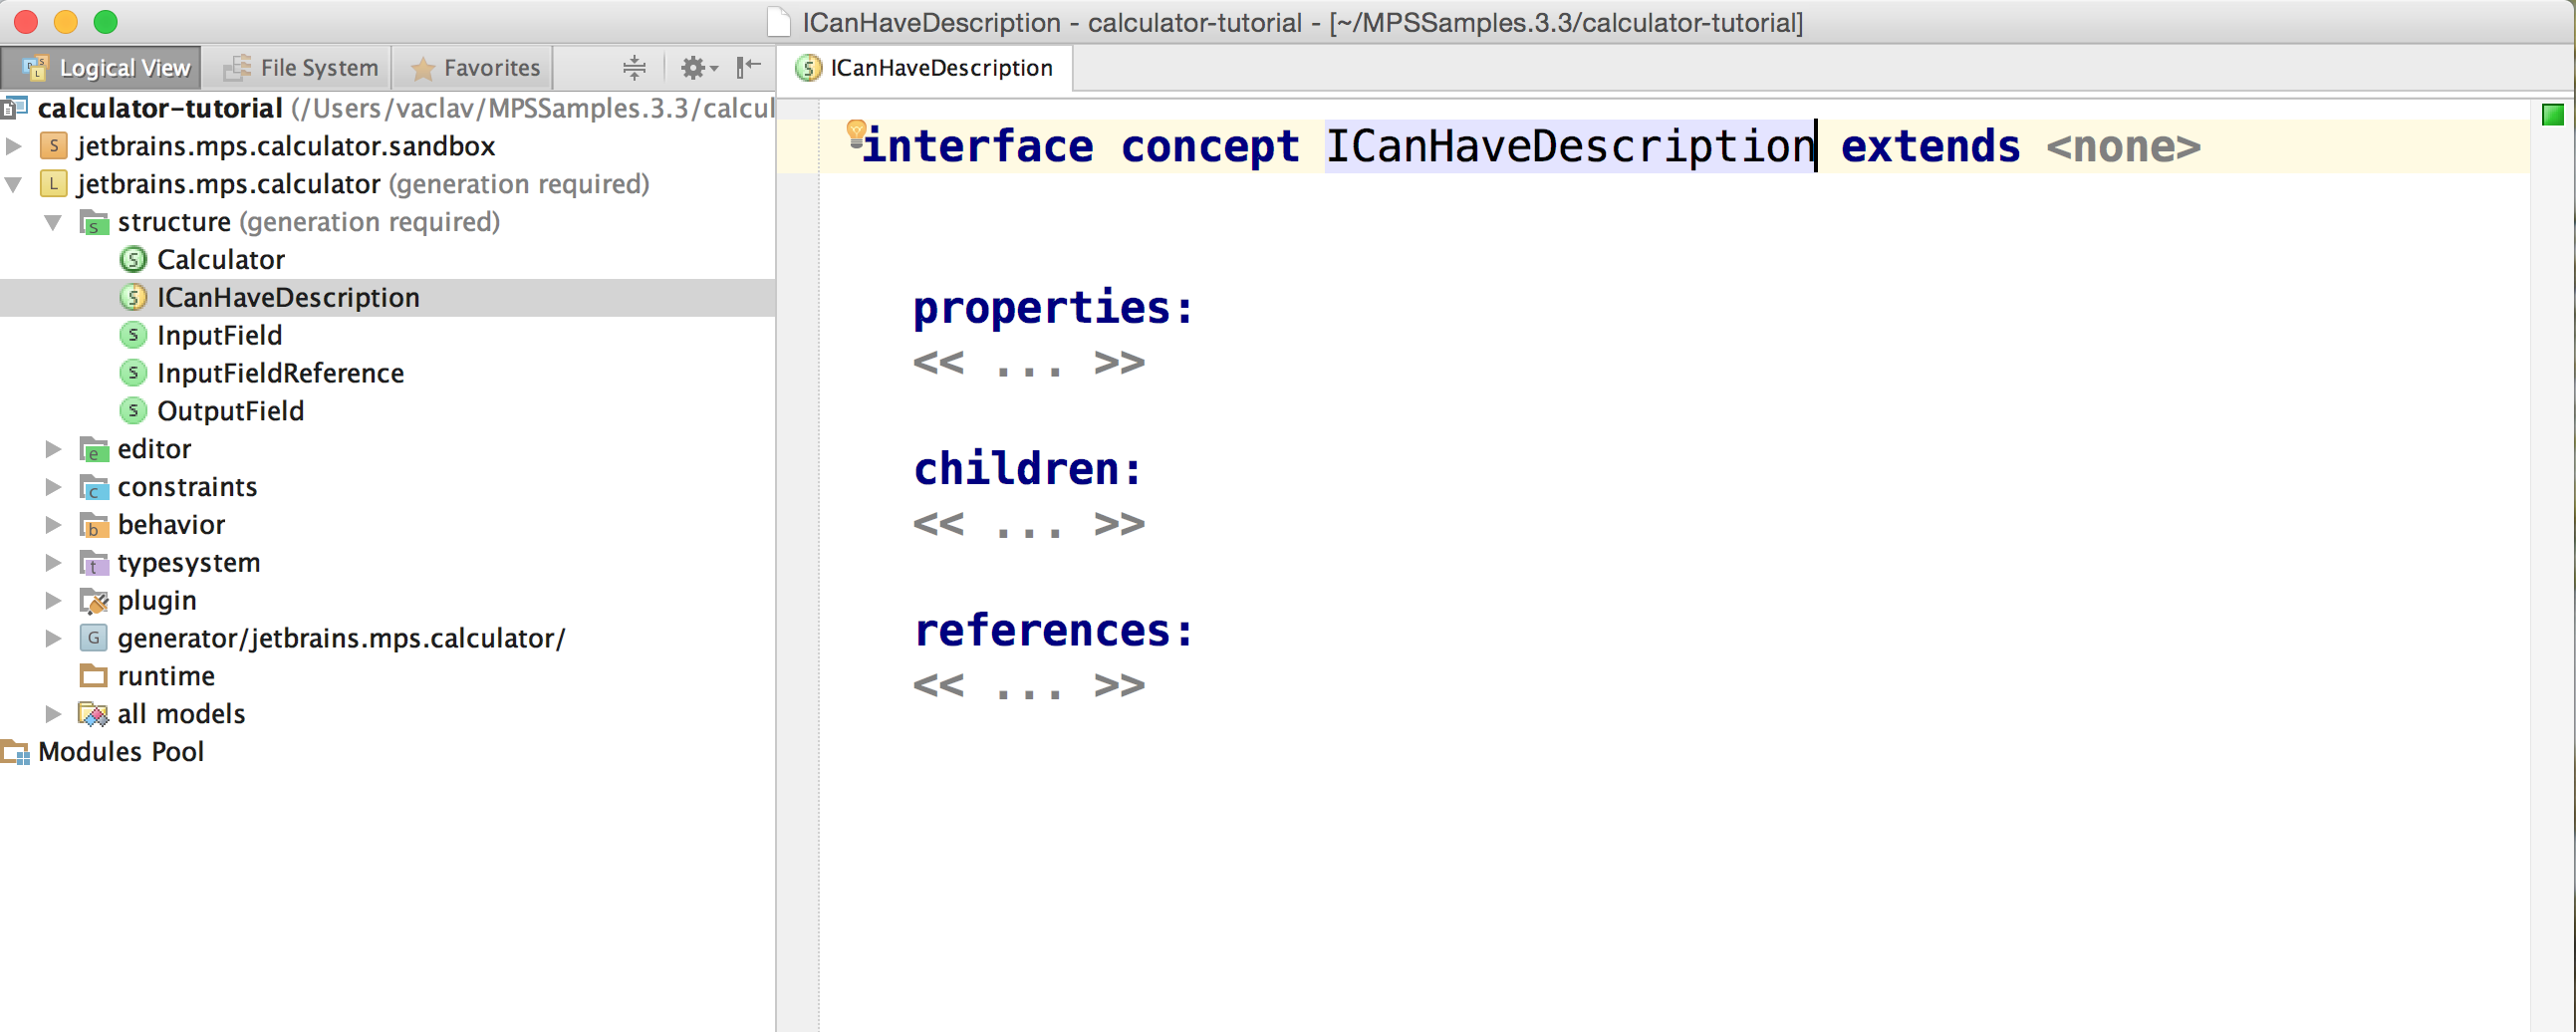 ICanHaveDescription - calculator-tutorial - [~/MPSSamples.3.3/calculator-tutorial]
Logical View File System Favorites
ICanHaveDescription
calculator-tutorial (/Users/vaclav/MPSSamples.3.3/calcul
S jetbrains.mps.calculator.sandbox
L jetbrains.mps.calculator (generation required)
s structure (generation required)
S Calculator
S ICanHaveDescription
S InputField
S InputFieldReference
S OutputField
e editor
c constraints
b behavior
t typesystem
plugin
G generator/jetbrains.mps.calculator/
runtime
all models
Modules Pool
interface concept ICanHaveDescription extends <none>
properties:
<< ... >>
children:
<< ... >>
references:
<< ... >>